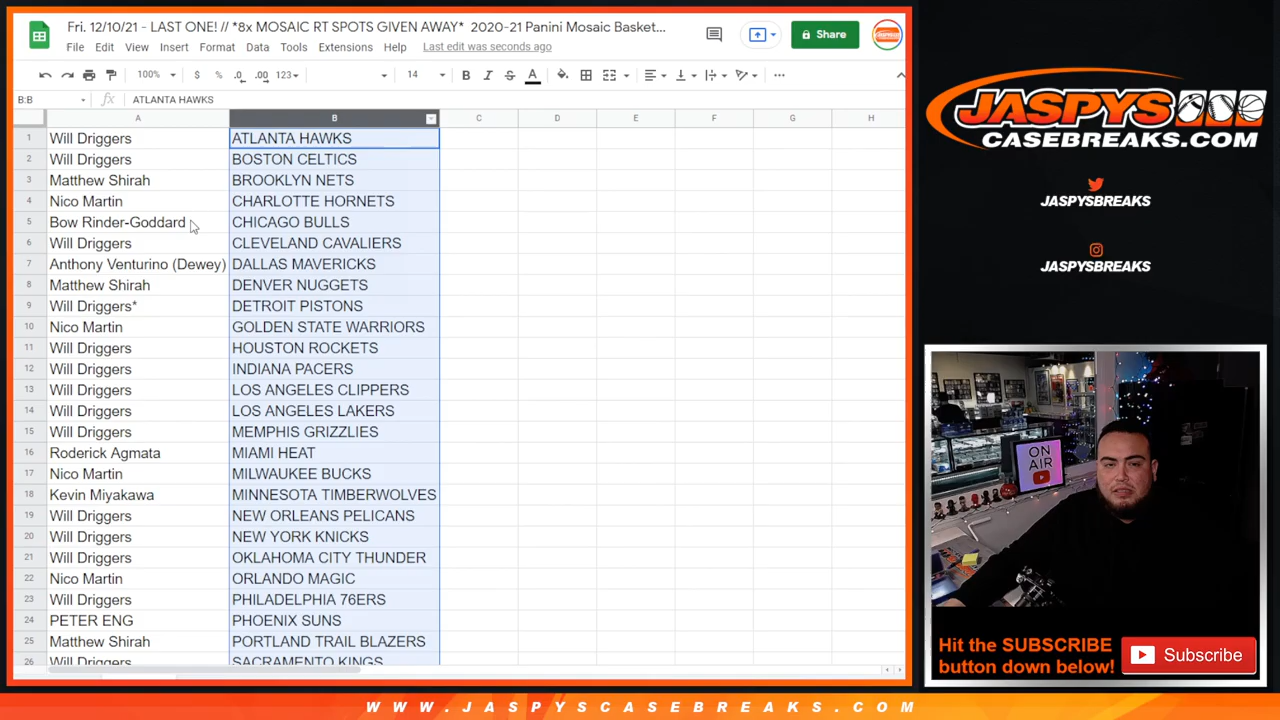 Fri. 12/10/21 - LAST ONE! // *8x MOSAIC RT SPOTS GIVEN AWAY* 2020-21 Panini Mosaic Basket...
Share
File Edit View Insert Format Data Tools Extensions Help Last edit was seconds ago
100% $ % .0 .00 123 14 B I S A
B:B fx ATLANTA HAWKS
A B C D E F G H
1 Will Driggers ATLANTA HAWKS
2 Will Driggers BOSTON CELTICS
3 Matthew Shirah BROOKLYN NETS
4 Nico Martin CHARLOTTE HORNETS
5 Bow Rinder-Goddard CHICAGO BULLS
6 Will Driggers CLEVELAND CAVALIERS
7 Anthony Venturino (Dewey) DALLAS MAVERICKS
8 Matthew Shirah DENVER NUGGETS
9 Will Driggers* DETROIT PISTONS
10 Nico Martin GOLDEN STATE WARRIORS
11 Will Driggers HOUSTON ROCKETS
12 Will Driggers INDIANA PACERS
13 Will Driggers LOS ANGELES CLIPPERS
14 Will Driggers LOS ANGELES LAKERS
15 Will Driggers MEMPHIS GRIZZLIES
16 Roderick Agmata MIAMI HEAT
17 Nico Martin MILWAUKEE BUCKS
18 Kevin Miyakawa MINNESOTA TIMBERWOLVES
19 Will Driggers NEW ORLEANS PELICANS
20 Will Driggers NEW YORK KNICKS
21 Will Driggers OKLAHOMA CITY THUNDER
22 Nico Martin ORLANDO MAGIC
23 Will Driggers PHILADELPHIA 76ERS
24 PETER ENG PHOENIX SUNS
25 Matthew Shirah PORTLAND TRAIL BLAZERS
26 Will Driggers SACRAMENTO KINGS
JASPYS
CASEBREAKS.COM
JASPYSBREAKS
JASPYSBREAKS
ON
AIR
Hit the SUBSCRIBE
button down below!
Subscribe
WWW.JASPYSCASEBREAKS.COM